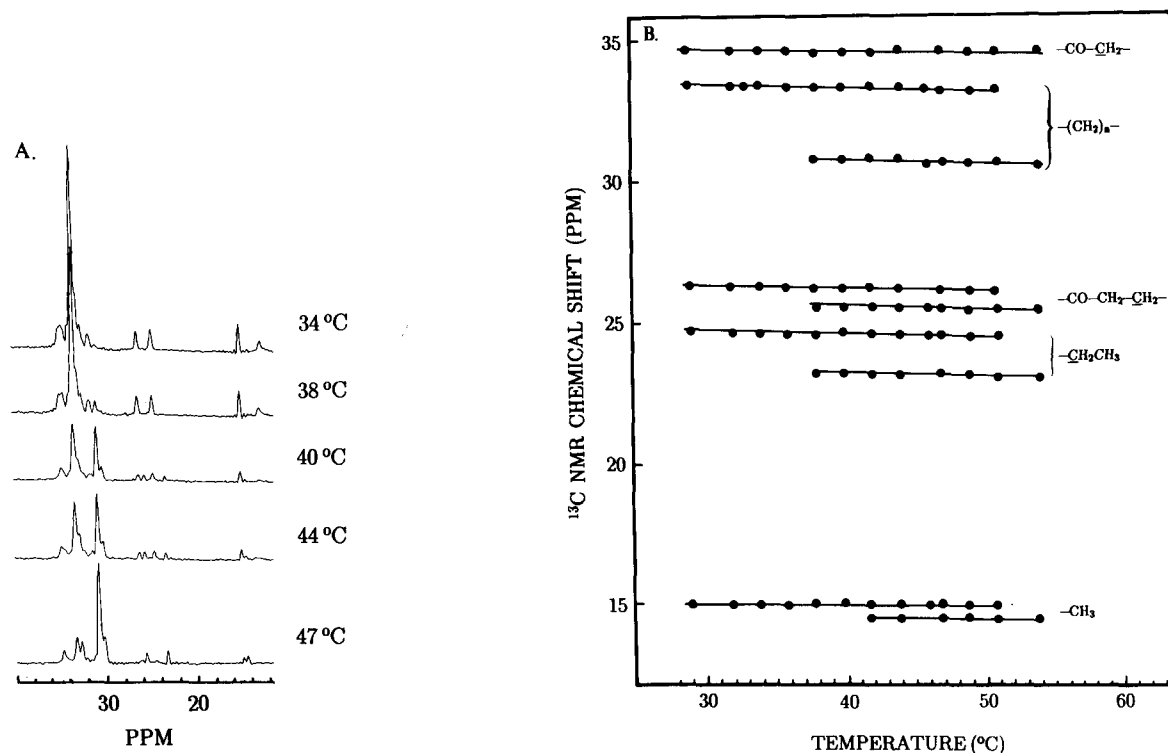 A.
34 °C
38 °C
40 °C
44 °C
47 °C
30 20
PPM
B.
35
30
25
20
15
¹³C NMR CHEMICAL SHIFT (PPM)
30 40 50 60
TEMPERATURE (°C)
–CO–CH₂–
–(CH₂)ₙ–
–CO–CH₂–CH₂–
–CH₂CH₃
–CH₃